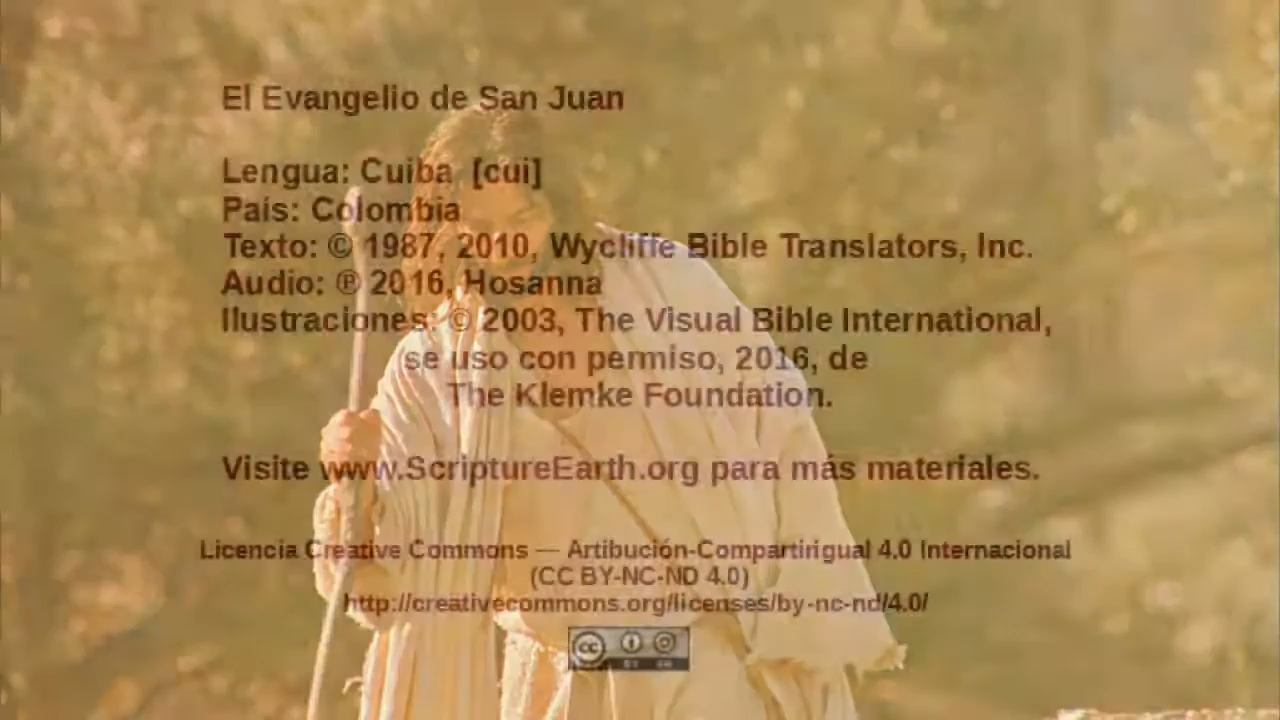 El Evangelio de San Juan
Lengua: Cuiba [cui]
País: Colombia
Texto: © 1987, 2010, Wycliffe Bible Translators, Inc.
Audio: ℗ 2016, Hosanna
Ilustraciones: © 2003, The Visual Bible International,
se uso con permiso, 2016, de
The Klemke Foundation.
Visite www.ScriptureEarth.org para más materiales.
Licencia Creative Commons — Artibución-Compartirigual 4.0 Internacional
(CC BY-NC-ND 4.0)
http://creativecommons.org/licenses/by-nc-nd/4.0/
cc